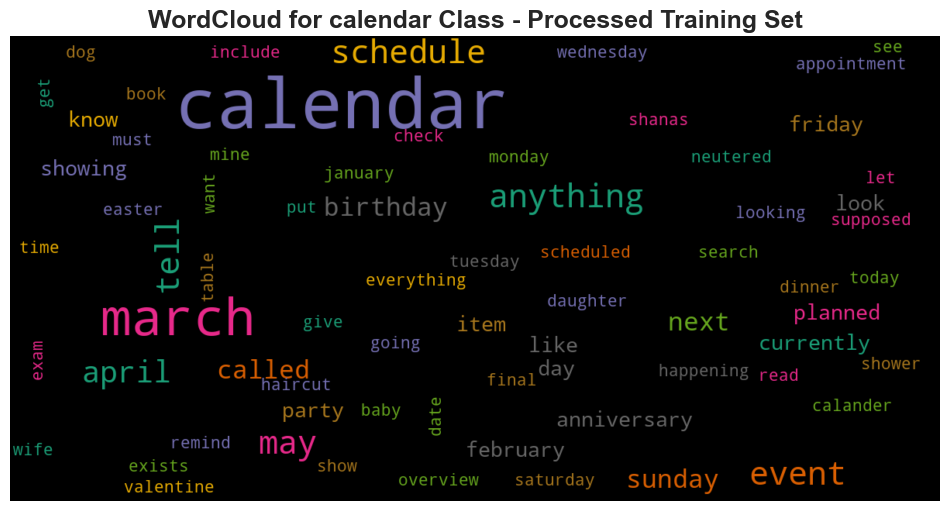 WordCloud for calendar Class - Processed Training Set
dog
include
schedule
wednesday
see
appointment
get
book
calendar
know
check
shanas
friday
must
mine
monday
neutered
showing
january
let
want
easter
put
birthday
anything
looking
look
supposed
time
tell
table
tuesday
scheduled
search
everything
today
dinner
daughter
march
give
item
next
planned
going
like
currently
exam
april
called
haircut
day
final
happening
read
shower
party
baby
date
anniversary
calander
wife
remind
may
february
exists
show
valentine
overview
saturday
sunday
event